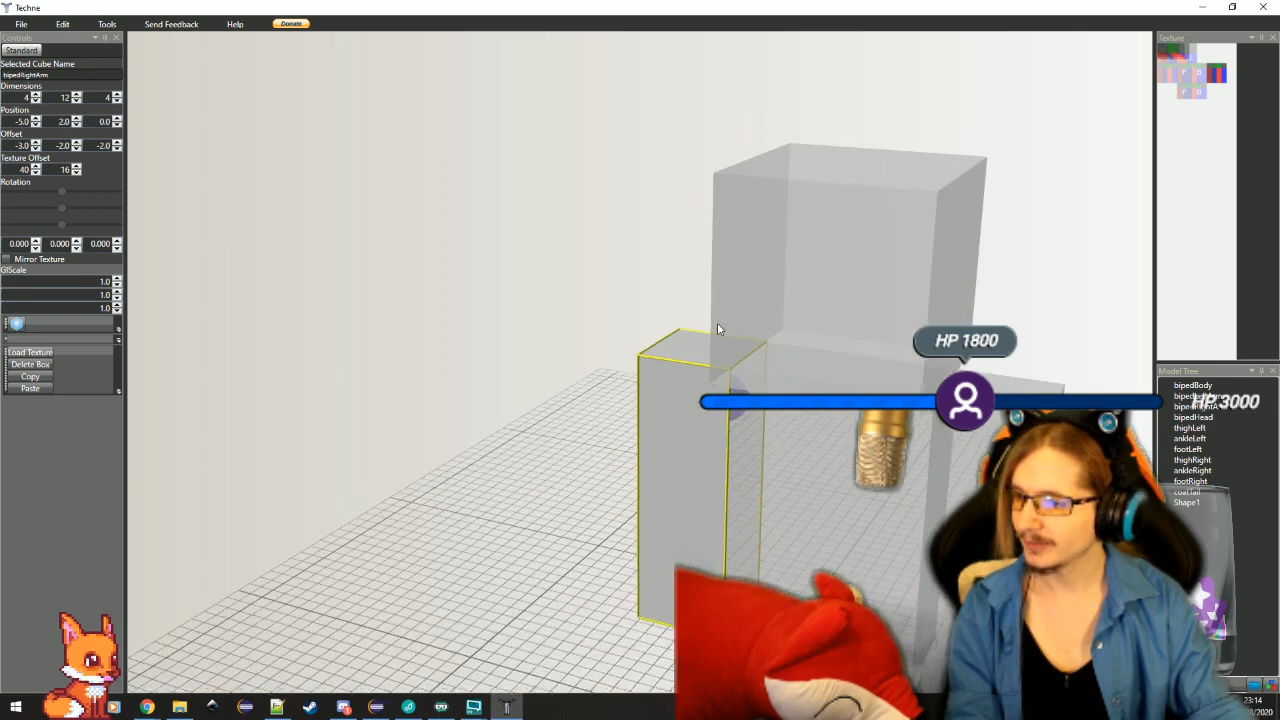 Techne
File Edit Tools Send Feedback Help Donate
Controls
Standard
Selected Cube Name
bipedRightArm
Dimensions
4 12 4
Position
-5.0 2.0 0.0
Offset
-3.0 -2.0 -2.0
Texture Offset
40 16
Rotation
0.000 0.000 0.000
Mirror Texture
GlScale
1.0
1.0
1.0
Load Texture
Delete Box
Copy
Paste
HP 1800
HP 3000
Texture
F B
F B
Model Tree
bipedBody
bipedHead
thighLeft
ankleLeft
footLeft
thighRight
ankleRight
footRight
coatTail
Shape1
23:14